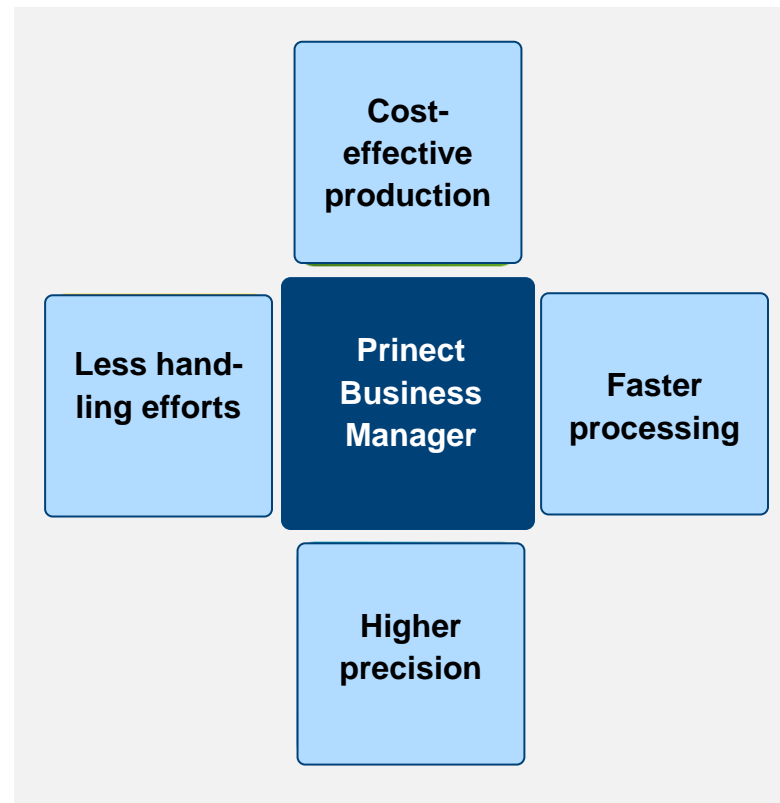 Cost-
effective
production
Less hand-
ling efforts
Prinect
Business
Manager
Faster
processing
Higher
precision